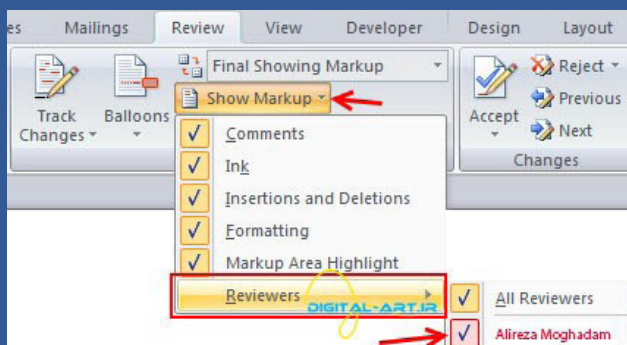 es Mailings Review View Developer Design Layout
Final Showing Markup
Show Markup
Track Changes
Balloons
Accept
Reject
Previous
Next
Changes
Comments
Ink
Insertions and Deletions
Formatting
Markup Area Highlight
Reviewers
DIGITAL-ART.IR
All Reviewers
Alireza Moghadam